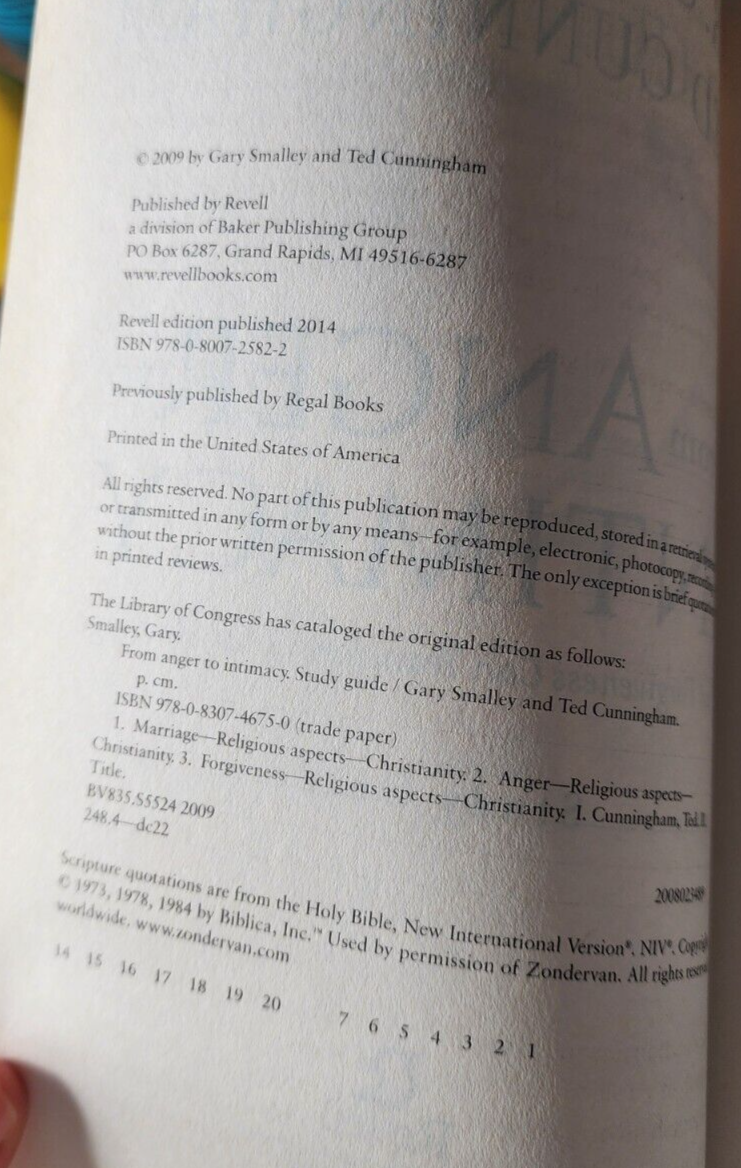 © 2009 by Gary Smalley and Ted Cunningham
Published by Revell
a division of Baker Publishing Group
PO Box 6287, Grand Rapids, MI 49516-6287
www.revellbooks.com
Revell edition published 2014
ISBN 978-0-8007-2582-2
Previously published by Regal Books
Printed in the United States of America
All rights reserved. No part of this publication may be reproduced, stored in a retrieval
or transmitted in any form or by any means—for example, electronic, photocopy,
without the prior written permission of the publisher. The only exception is brief
in printed reviews.
The Library of Congress has cataloged the original edition as follows:
Smalley, Gary.
From anger to intimacy. Study guide / Gary Smalley and Ted Cunningham.
p. cm.
ISBN 978-0-8307-4675-0 (trade paper)
1. Marriage—Religious aspects—Christianity. 2. Anger—Religious aspects—
Christianity. 3. Forgiveness—Religious aspects—Christianity. I. Cunningham, Ted. II.
Title.
BV835.S5524 2009
248.4—dc22
Scripture quotations are from the Holy Bible, New International Version®, NIV®.
© 1973, 1978, 1984 by Biblica, Inc.™ Used by permission of Zondervan. All rights
worldwide. www.zondervan.com
14 15 16 17 18 19 20 7 6 5 4 3 2 1